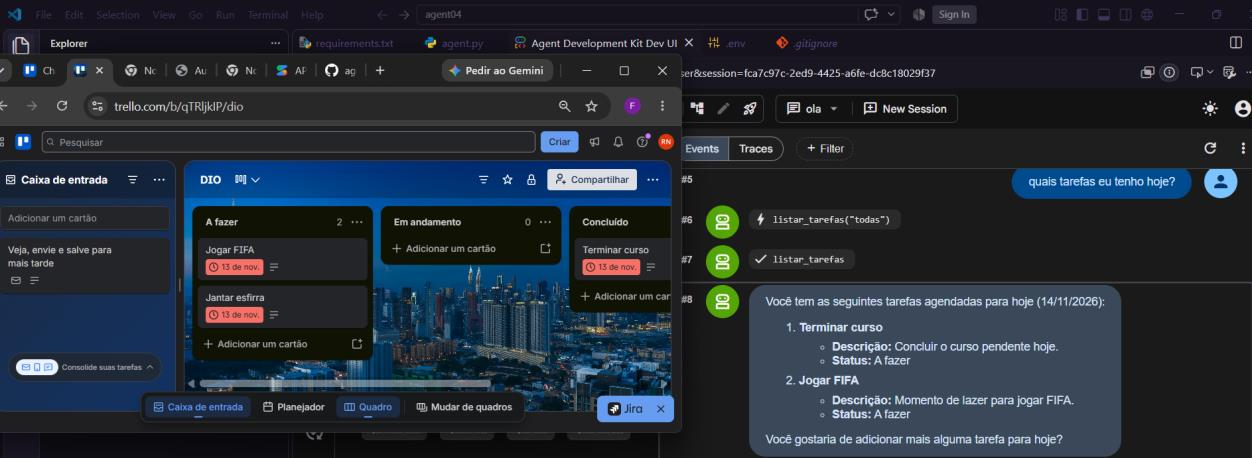 File Edit Selection View Go Run Terminal Help
agent04
Sign In
Explorer
requirements.txt
agent.py
Agent Development Kit Dev UI
.env
.gitignore
Ch
Nc
Au
Nc
AF
ag
Pedir ao Gemini
ser&session=fca7c97c-2ed9-4425-a6fe-dc8c18029f37
trello.com/b/qTRljkIP/dio
F
ola
New Session
Pesquisar
Criar
RN
Events
Traces
+ Filter
Caixa de entrada
DIO
Compartilhar
#5
quais tarefas eu tenho hoje?
Adicionar um cartão
A fazer 2
Em andamento 0
Concluído
#6
listar_tarefas("todas")
Veja, envie e salve para
mais tarde
Jogar FIFA
13 de nov.
+ Adicionar um cartão
Terminar curso
13 de nov.
#7
listar_tarefas
Jantar esfirra
13 de nov.
+ Adicionar um car
#8
Você tem as seguintes tarefas agendadas para hoje (14/11/2026):
1. Terminar curso
Descrição: Concluir o curso pendente hoje.
Status: A fazer
2. Jogar FIFA
Descrição: Momento de lazer para jogar FIFA.
Status: A fazer
Você gostaria de adicionar mais alguma tarefa para hoje?
+ Adicionar um cartão
Consolide suas tarefas
Caixa de entrada
Planejador
Quadro
Mudar de quadros
Jira